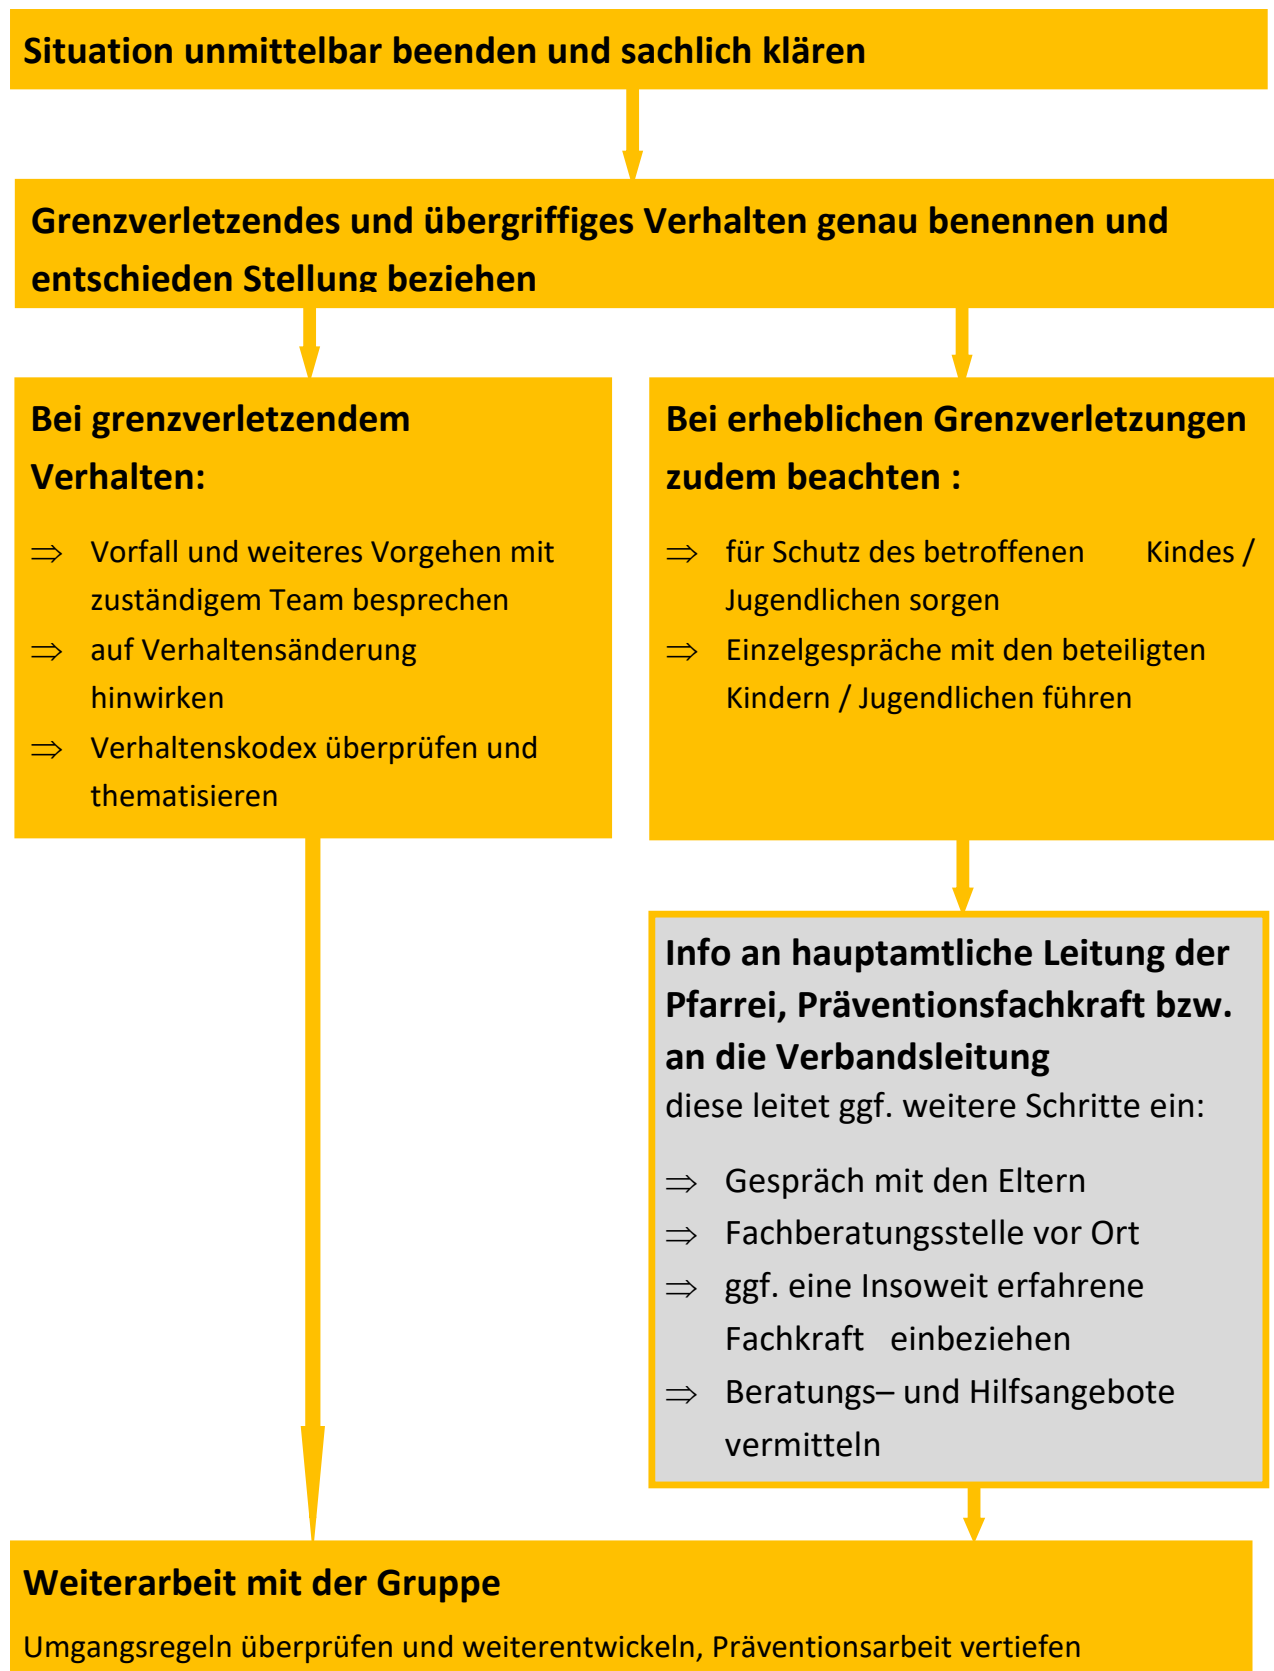 Situation unmittelbar beenden und sachlich klären
Grenzverletzendes und übergriffiges Verhalten genau benennen und
entschieden Stellung beziehen
Bei grenzverletzendem
Verhalten:
⇒ Vorfall und weiteres Vorgehen mit
zuständigem Team besprechen
⇒ auf Verhaltensänderung
hinwirken
⇒ Verhaltenskodex überprüfen und
thematisieren
Bei erheblichen Grenzverletzungen
zudem beachten :
⇒ für Schutz des betroffenen Kindes /
Jugendlichen sorgen
⇒ Einzelgespräche mit den beteiligten
Kindern / Jugendlichen führen
Info an hauptamtliche Leitung der
Pfarrei, Präventionsfachkraft bzw.
an die Verbandsleitung
diese leitet ggf. weitere Schritte ein:
⇒ Gespräch mit den Eltern
⇒ Fachberatungsstelle vor Ort
⇒ ggf. eine Insoweit erfahrene
Fachkraft einbeziehen
⇒ Beratungs– und Hilfsangebote
vermitteln
Weiterarbeit mit der Gruppe
Umgangsregeln überprüfen und weiterentwickeln, Präventionsarbeit vertiefen